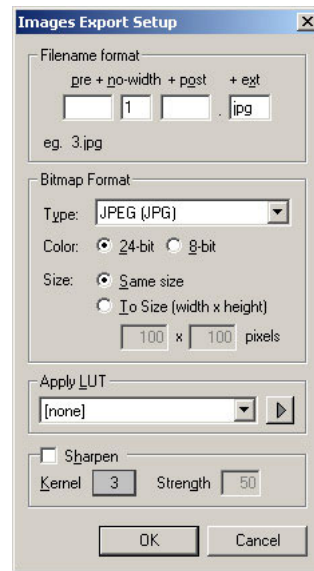 Images Export Setup
Filename format
pre + no-width + post + ext
1 . jpg
eg. 3.jpg
Bitmap Format
Type: JPEG (JPG)
Color: 24-bit 8-bit
Size: Same size
To Size (width x height)
100 x 100 pixels
Apply LUT
[none]
Sharpen
Kernel 3 Strength 50
OK Cancel